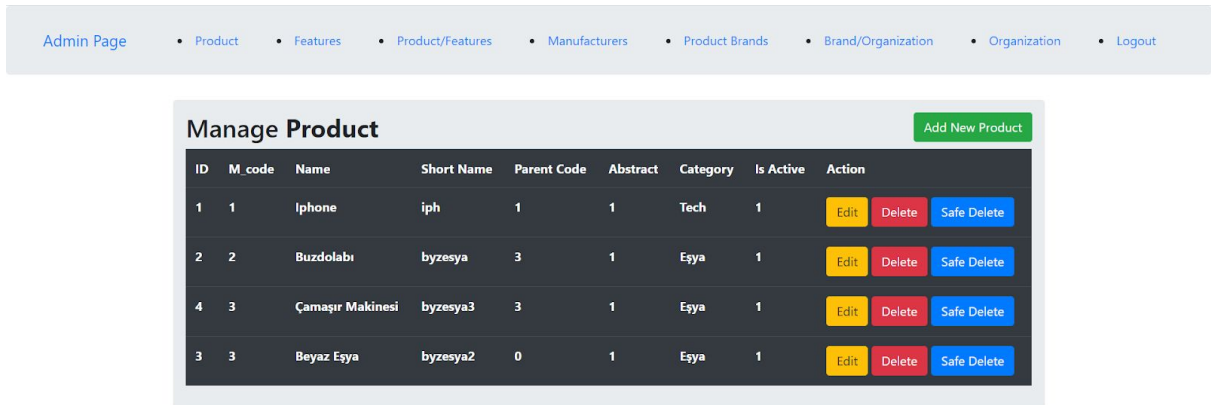 Admin Page • Product • Features • Product/Features • Manufacturers • Product Brands • Brand/Organization • Organization • Logout
Manage Product Add New Product
ID M_code Name Short Name Parent Code Abstract Category Is Active Action
1 1 Iphone iph 1 1 Tech 1 Edit Delete Safe Delete
2 2 Buzdolabı byzesya 3 1 Eşya 1 Edit Delete Safe Delete
4 3 Çamaşır Makinesi byzesya3 3 1 Eşya 1 Edit Delete Safe Delete
3 3 Beyaz Eşya byzesya2 0 1 Eşya 1 Edit Delete Safe Delete